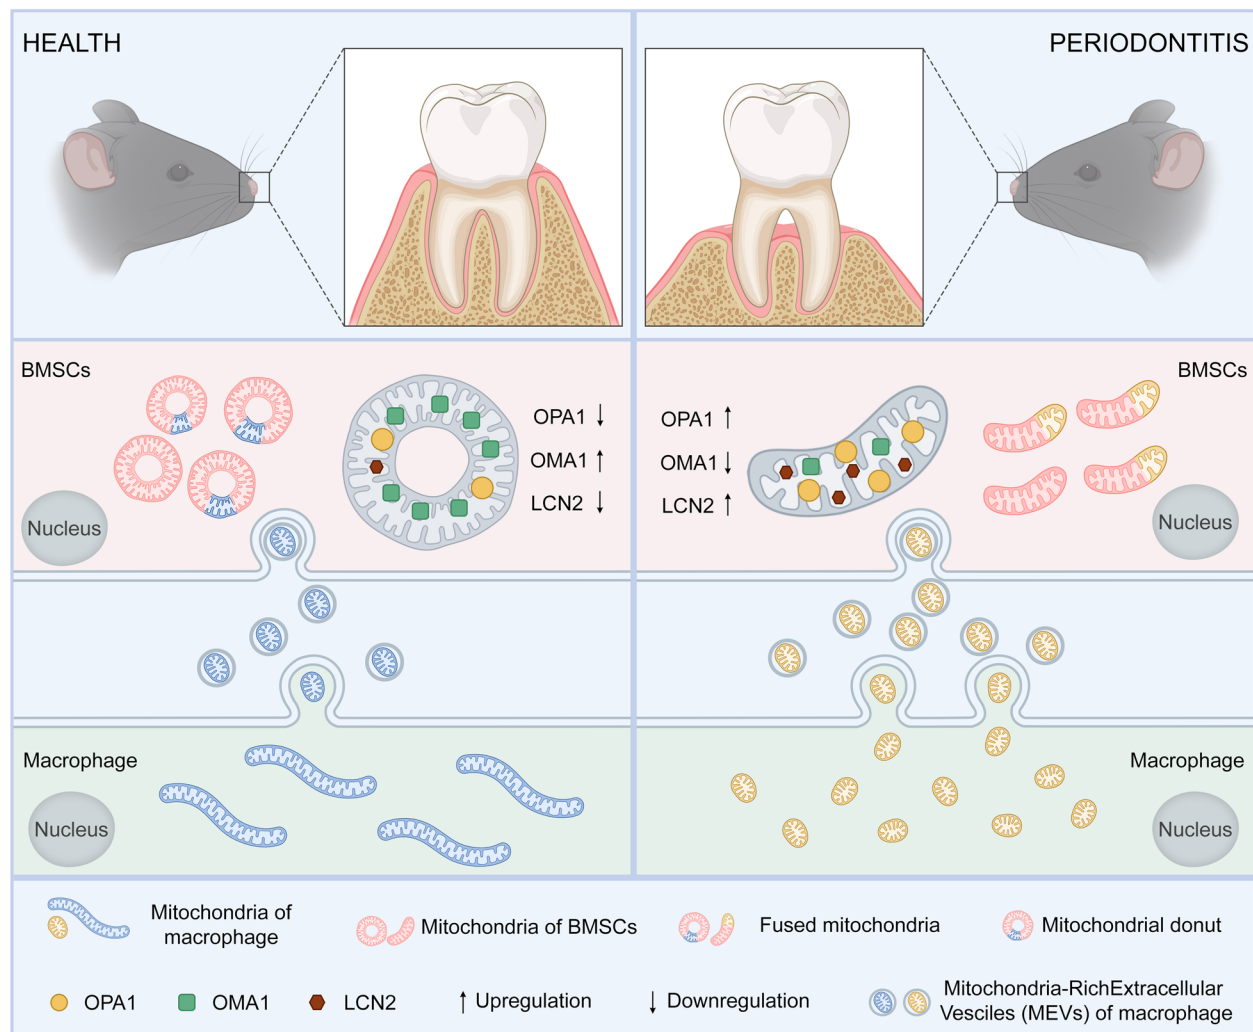 HEALTH
PERIODONTITIS
BMSCs
OPA1 ↓
OMA1 ↑
LCN2 ↓
Nucleus
OPA1 ↑
OMA1 ↓
LCN2 ↑
BMSCs
Nucleus
Macrophage
Nucleus
Macrophage
Nucleus
Mitochondria of
macrophage
Mitochondria of BMSCs
Fused mitochondria
Mitochondrial donut
OPA1
OMA1
LCN2
↑ Upregulation
↓ Downregulation
Mitochondria-RichExtracellular
Vesciles (MEVs) of macrophage